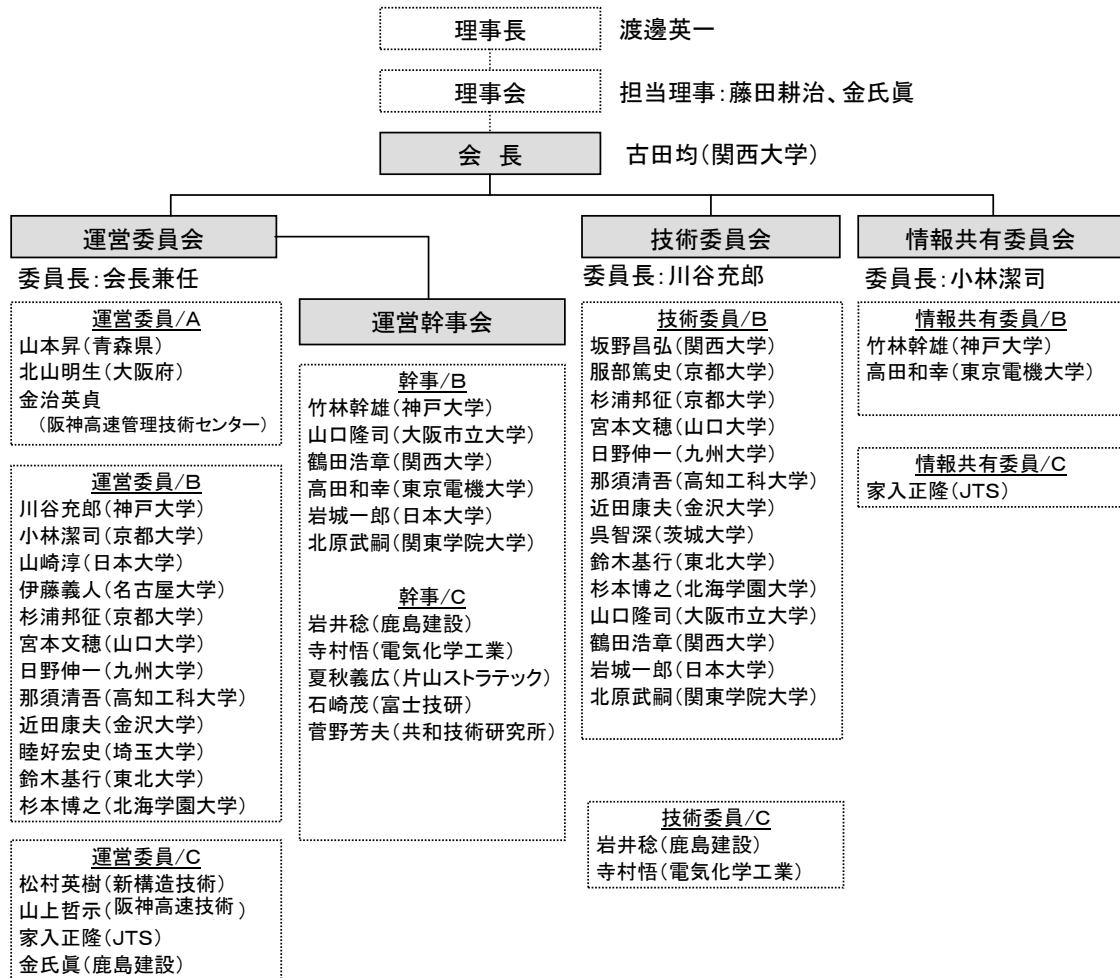 理事長
渡邊英一
理事会
担当理事：藤田耕治、金氏眞
会 長
古田均（関西大学）
運営委員会
委員長：会長兼任
運営委員/A
山本昇（青森県）
北山明生（大阪府）
金治英貞
（阪神高速管理技術センター）
運営委員/B
川谷充郎（神戸大学）
小林潔司（京都大学）
山崎淳（日本大学）
伊藤義人（名古屋大学）
杉浦邦征（京都大学）
宮本文穂（山口大学）
日野伸一（九州大学）
那須清吾（高知工科大学）
近田康夫（金沢大学）
睦好宏史（埼玉大学）
鈴木基行（東北大学）
杉本博之（北海学園大学）
運営委員/C
松村英樹（新構造技術）
山上哲示（阪神高速技術）
家入正隆（JTS）
金氏眞（鹿島建設）
運営幹事会
幹事/B
竹林幹雄（神戸大学）
山口隆司（大阪市立大学）
鶴田浩章（関西大学）
高田和幸（東京電機大学）
岩城一郎（日本大学）
北原武嗣（関東学院大学）
幹事/C
岩井稔（鹿島建設）
寺村悟（電気化学工業）
夏秋義広（片山ストラテック）
石崎茂（富士技研）
菅野芳夫（共和技術研究所）
技術委員会
委員長：川谷充郎
技術委員/B
坂野昌弘（関西大学）
服部篤史（京都大学）
杉浦邦征（京都大学）
宮本文穂（山口大学）
日野伸一（九州大学）
那須清吾（高知工科大学）
近田康夫（金沢大学）
呉智深（茨城大学）
鈴木基行（東北大学）
杉本博之（北海学園大学）
山口隆司（大阪市立大学）
鶴田浩章（関西大学）
岩城一郎（日本大学）
北原武嗣（関東学院大学）
技術委員/C
岩井稔（鹿島建設）
寺村悟（電気化学工業）
情報共有委員会
委員長：小林潔司
情報共有委員/B
竹林幹雄（神戸大学）
高田和幸（東京電機大学）
情報共有委員/C
家入正隆（JTS）